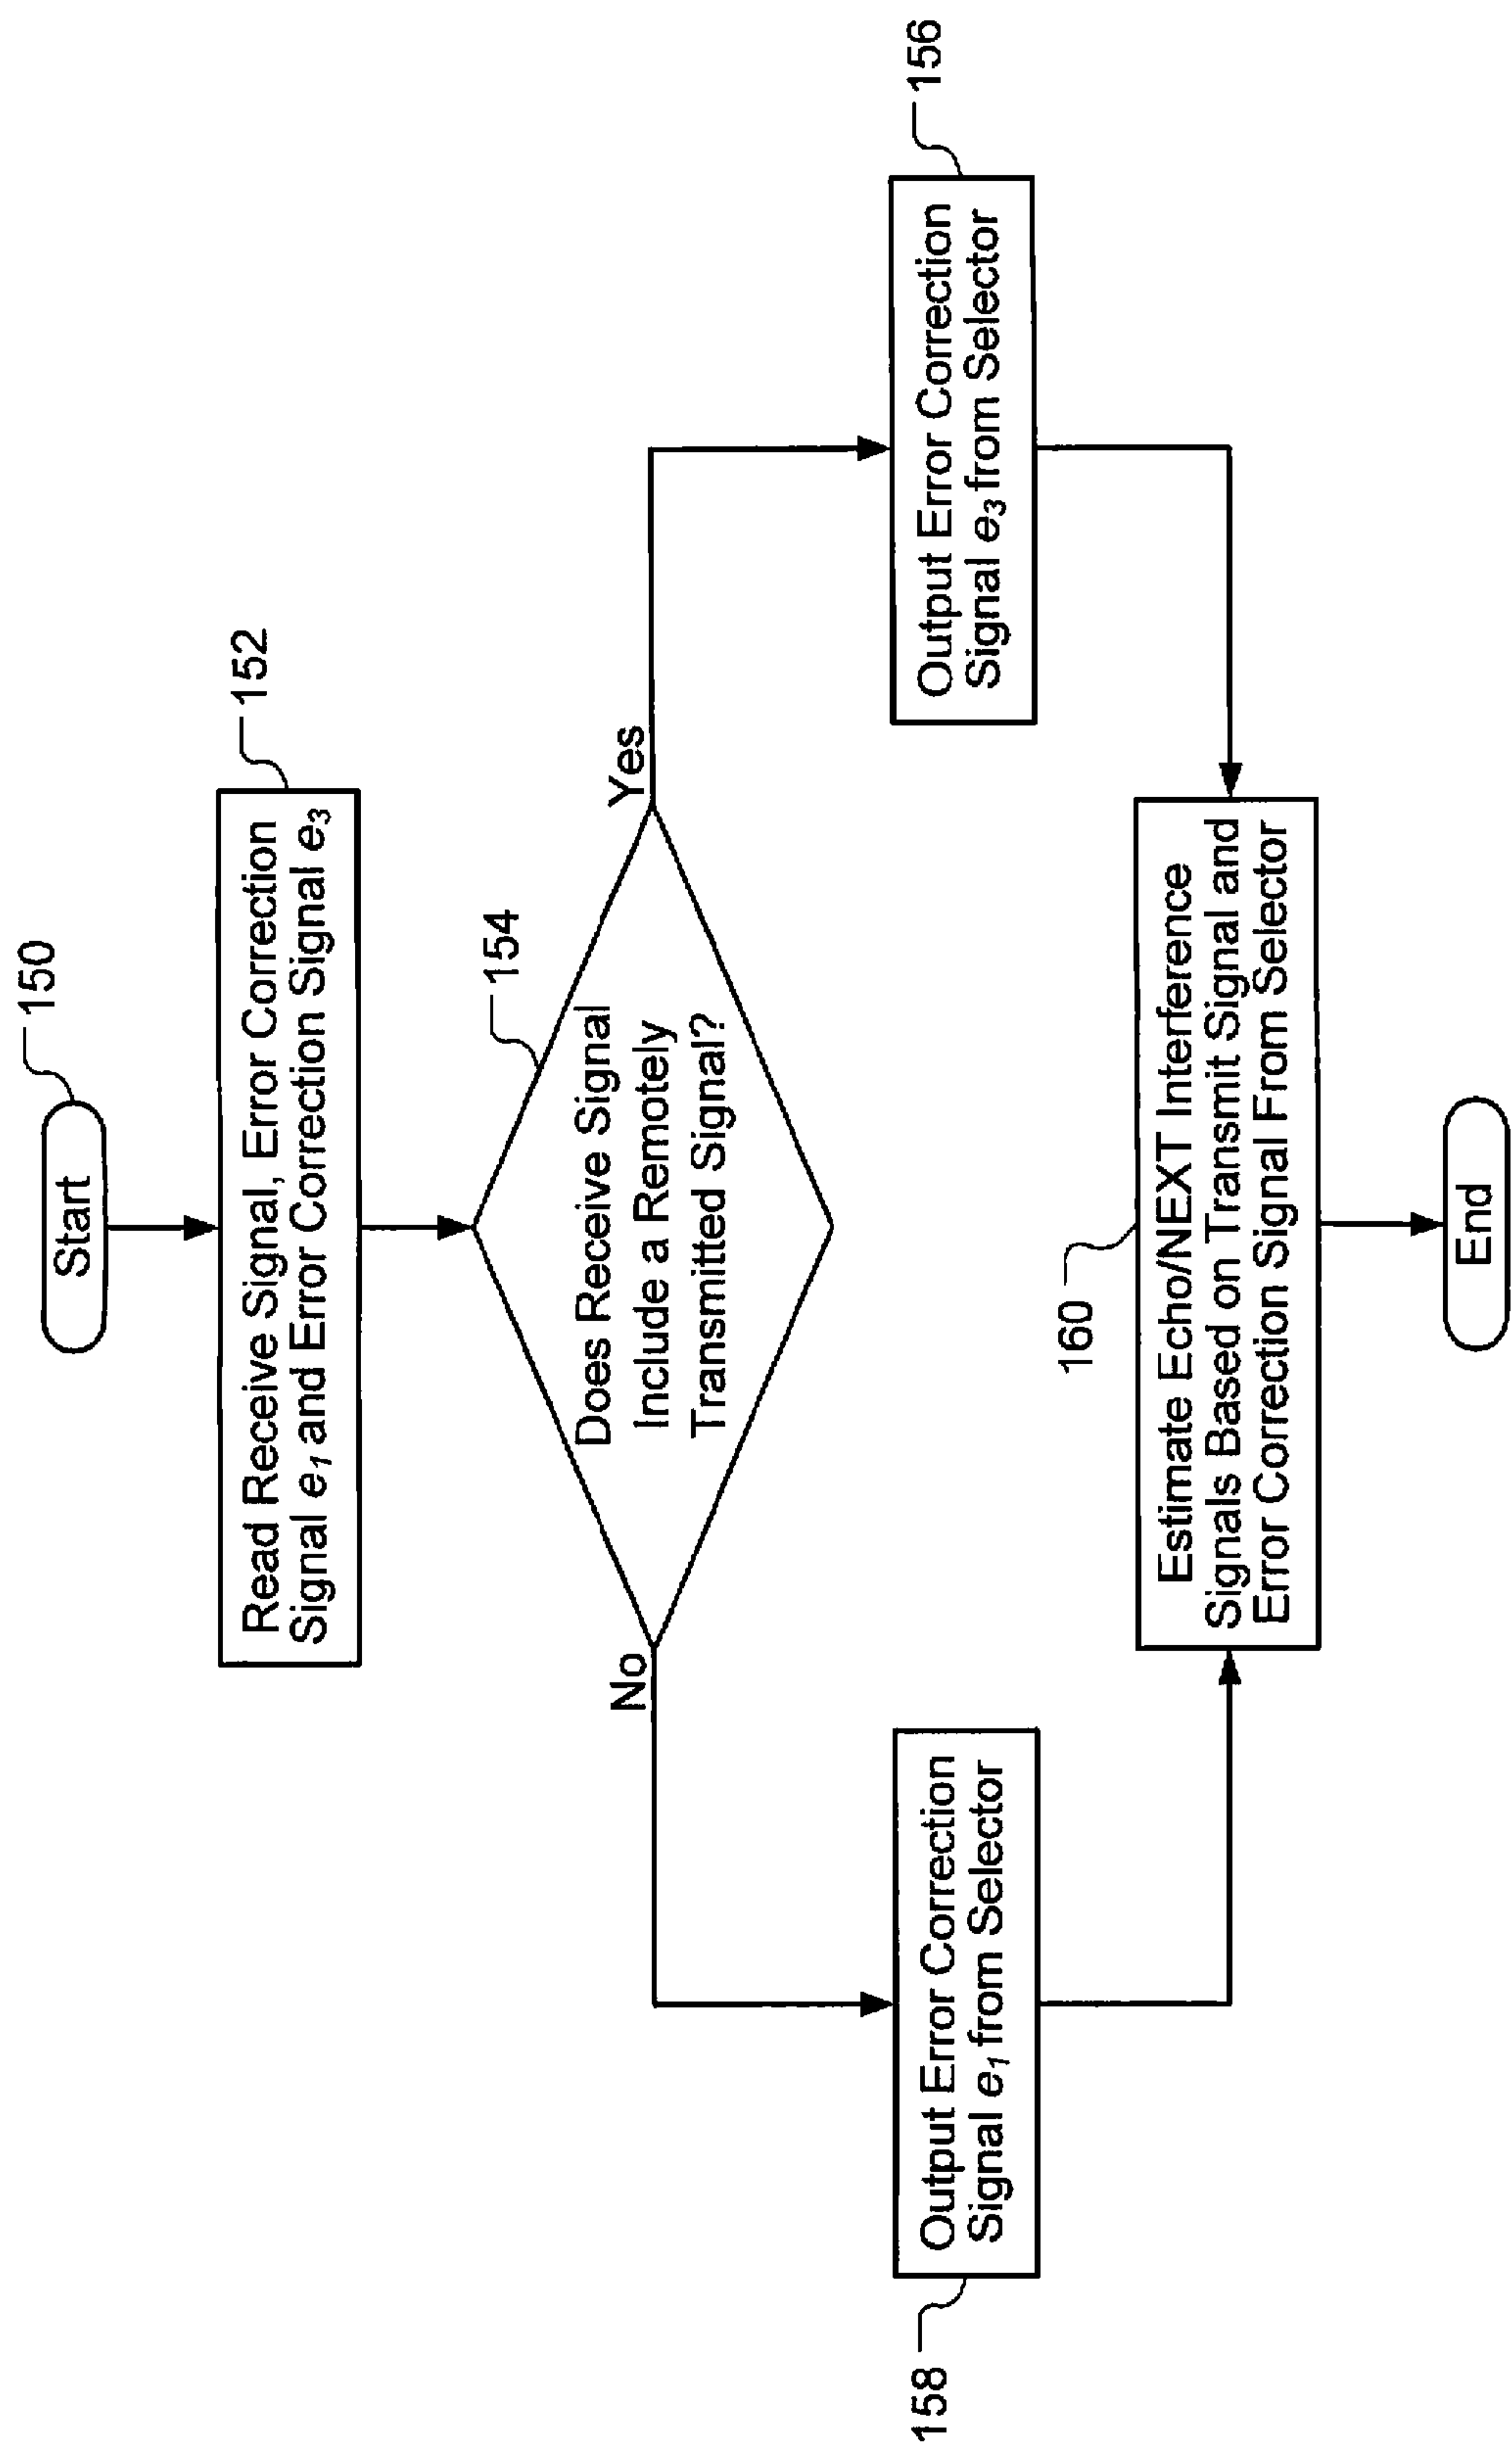 150
Start
152
Read Receive Signal, Error Correction
Signal e1 and Error Correction Signal e3
154
Does Receive Signal
Include a Remotely
Transmitted Signal?
No
Yes
158
Output Error Correction
Signal e1 from Selector
156
Output Error Correction
Signal e3 from Selector
160
Estimate Echo/NEXT Interference
Signals Based on Transmit Signal and
Error Correction Signal From Selector
End